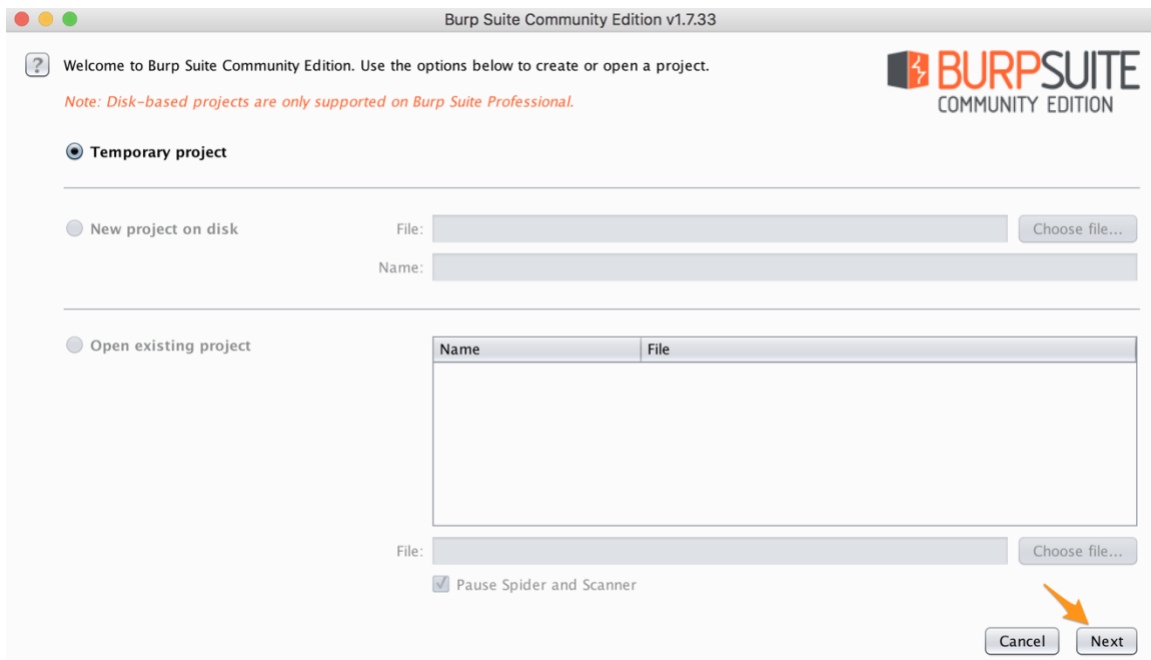 Burp Suite Community Edition v1.7.33
? Welcome to Burp Suite Community Edition. Use the options below to create or open a project.
BURPSUITE
Note: Disk-based projects are only supported on Burp Suite Professional.
COMMUNITY EDITION
Temporary project
New project on disk File: Choose file...
Name:
Open existing project
Name File
File: Choose file...
Pause Spider and Scanner
Cancel Next